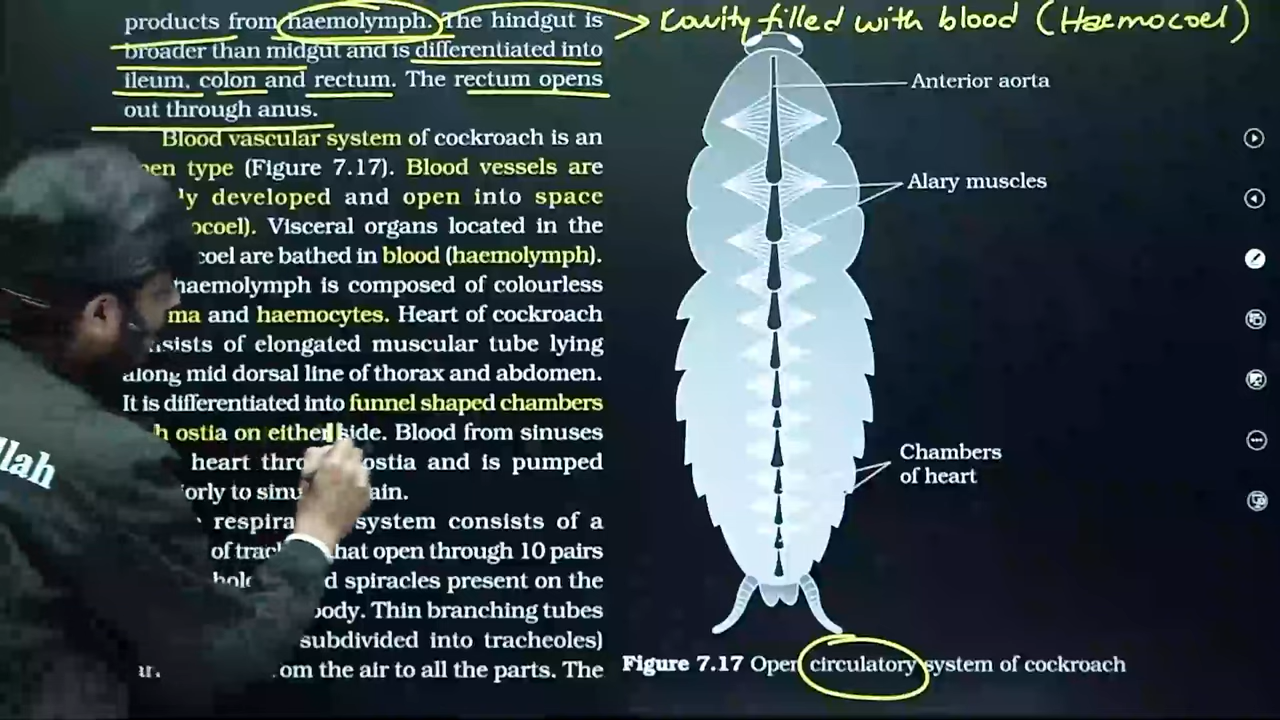 products from haemolymph. The hindgut is
broader than midgut and is differentiated into
ileum, colon and rectum. The rectum opens
out through anus.
Blood vascular system of cockroach is an
type (Figure 7.17). Blood vessels are
developed and open into space
Visceral organs located in the
are bathed in blood (haemolymph).
haemolymph is composed of colourless
and haemocytes. Heart of cockroach
of elongated muscular tube lying
along mid dorsal line of thorax and abdomen.
It is differentiated into funnel shaped chambers
ostia on either side. Blood from sinuses
heart ostia and is pumped
to
system consists of a
of that open through 10 pairs
spiracles present on the
body. Thin branching tubes
subdivided into tracheoles)
the air to all the parts. The
Cavity filled with blood (Haemocoel)
Anterior aorta
Alary muscles
Chambers
of heart
Figure 7.17 Open circulatory system of cockroach
llah